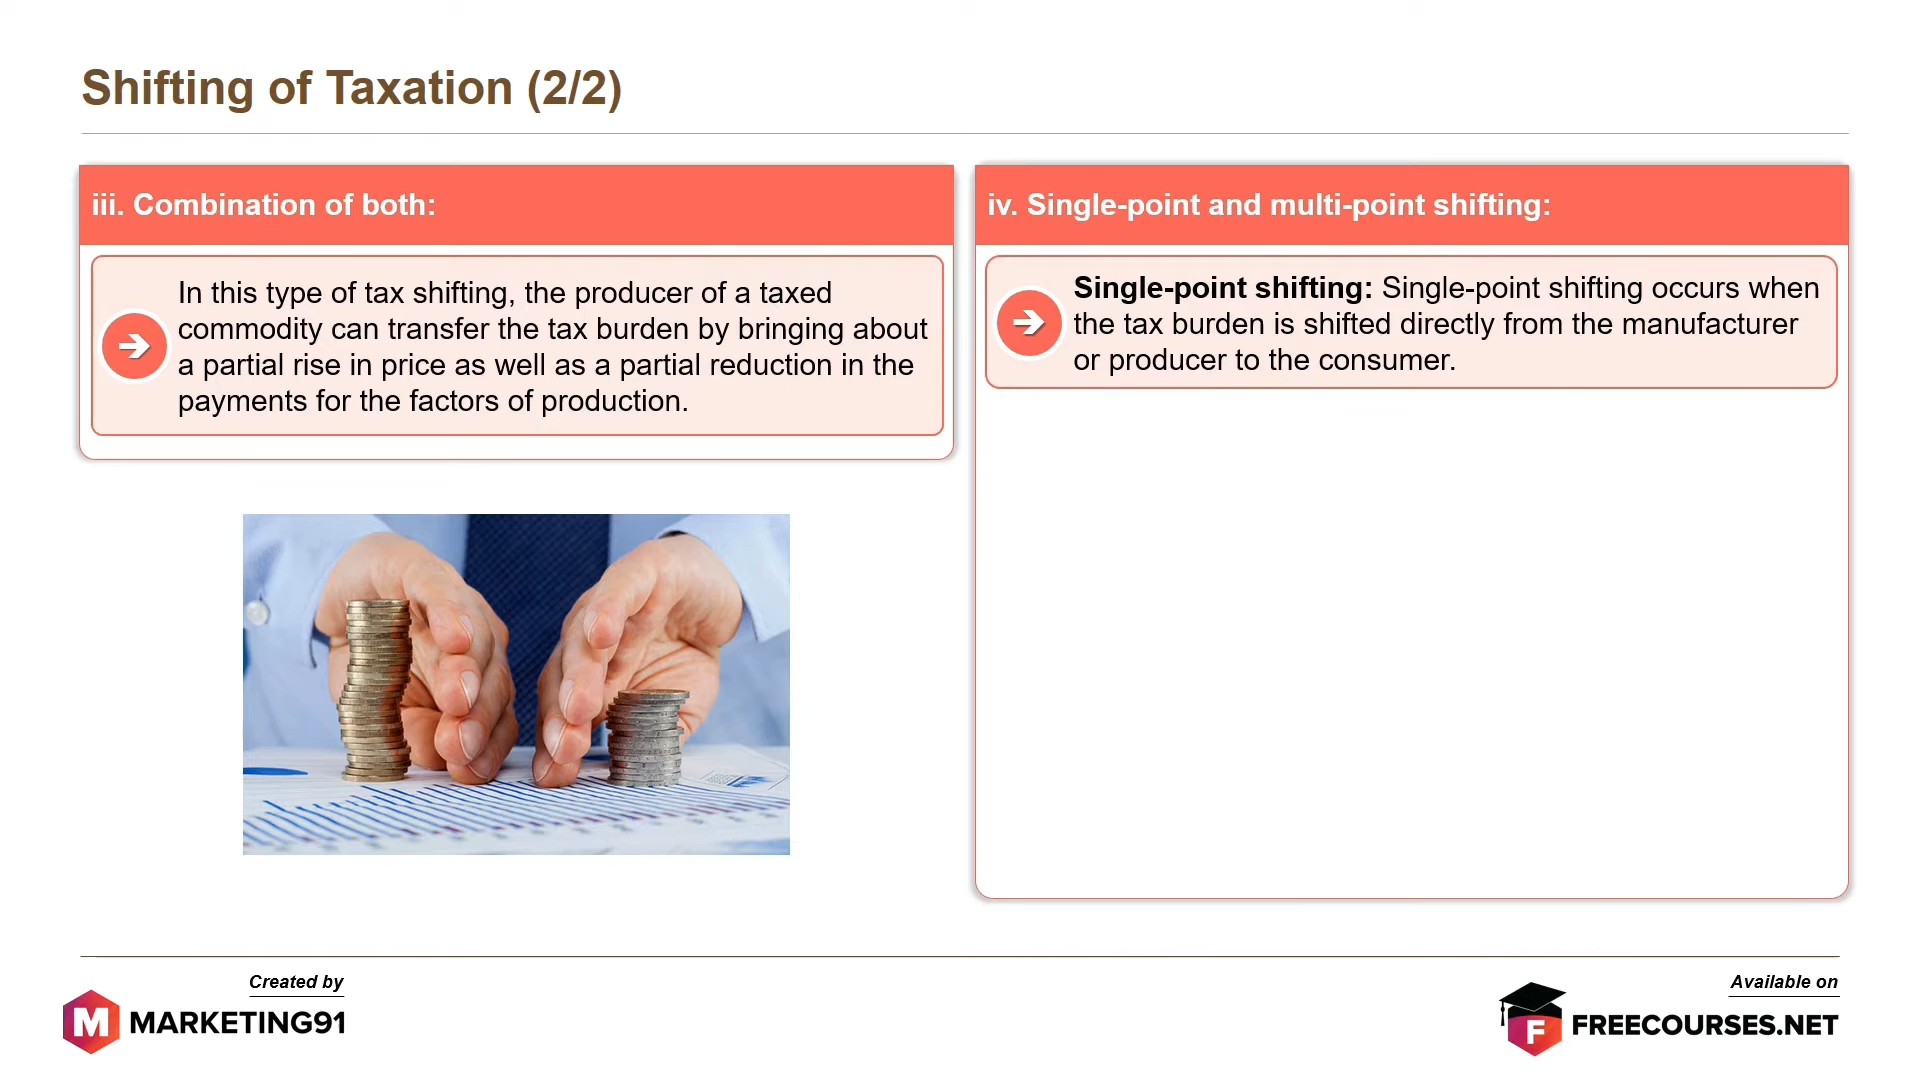 Shifting of Taxation (2/2)
iii. Combination of both:
In this type of tax shifting, the producer of a taxed
commodity can transfer the tax burden by bringing about
a partial rise in price as well as a partial reduction in the
payments for the factors of production.
iv. Single-point and multi-point shifting:
Single-point shifting: Single-point shifting occurs when
the tax burden is shifted directly from the manufacturer
or producer to the consumer.
Created by
M MARKETING91
Available on
F FREECOURSES.NET